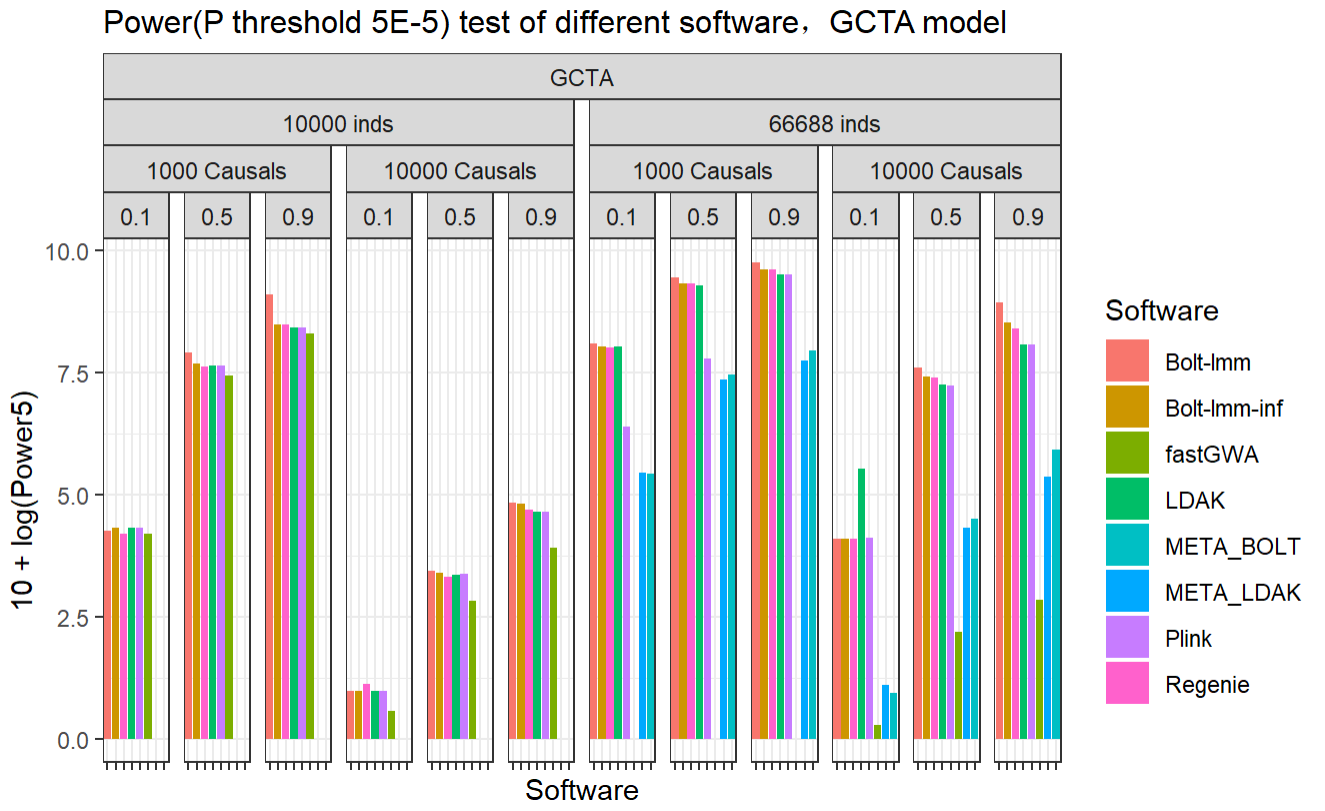 Power(P threshold 5E-5) test of different software，GCTA model
GCTA
10000 inds
66688 inds
1000 Causals
10000 Causals
1000 Causals
10000 Causals
0.1
0.5
0.9
0.1
0.5
0.9
0.1
0.5
0.9
0.1
0.5
0.9
10 + log(Power5)
10.0
7.5
5.0
2.5
0.0
Software
Software
Bolt-lmm
Bolt-lmm-inf
fastGWA
LDAK
META_BOLT
META_LDAK
Plink
Regenie